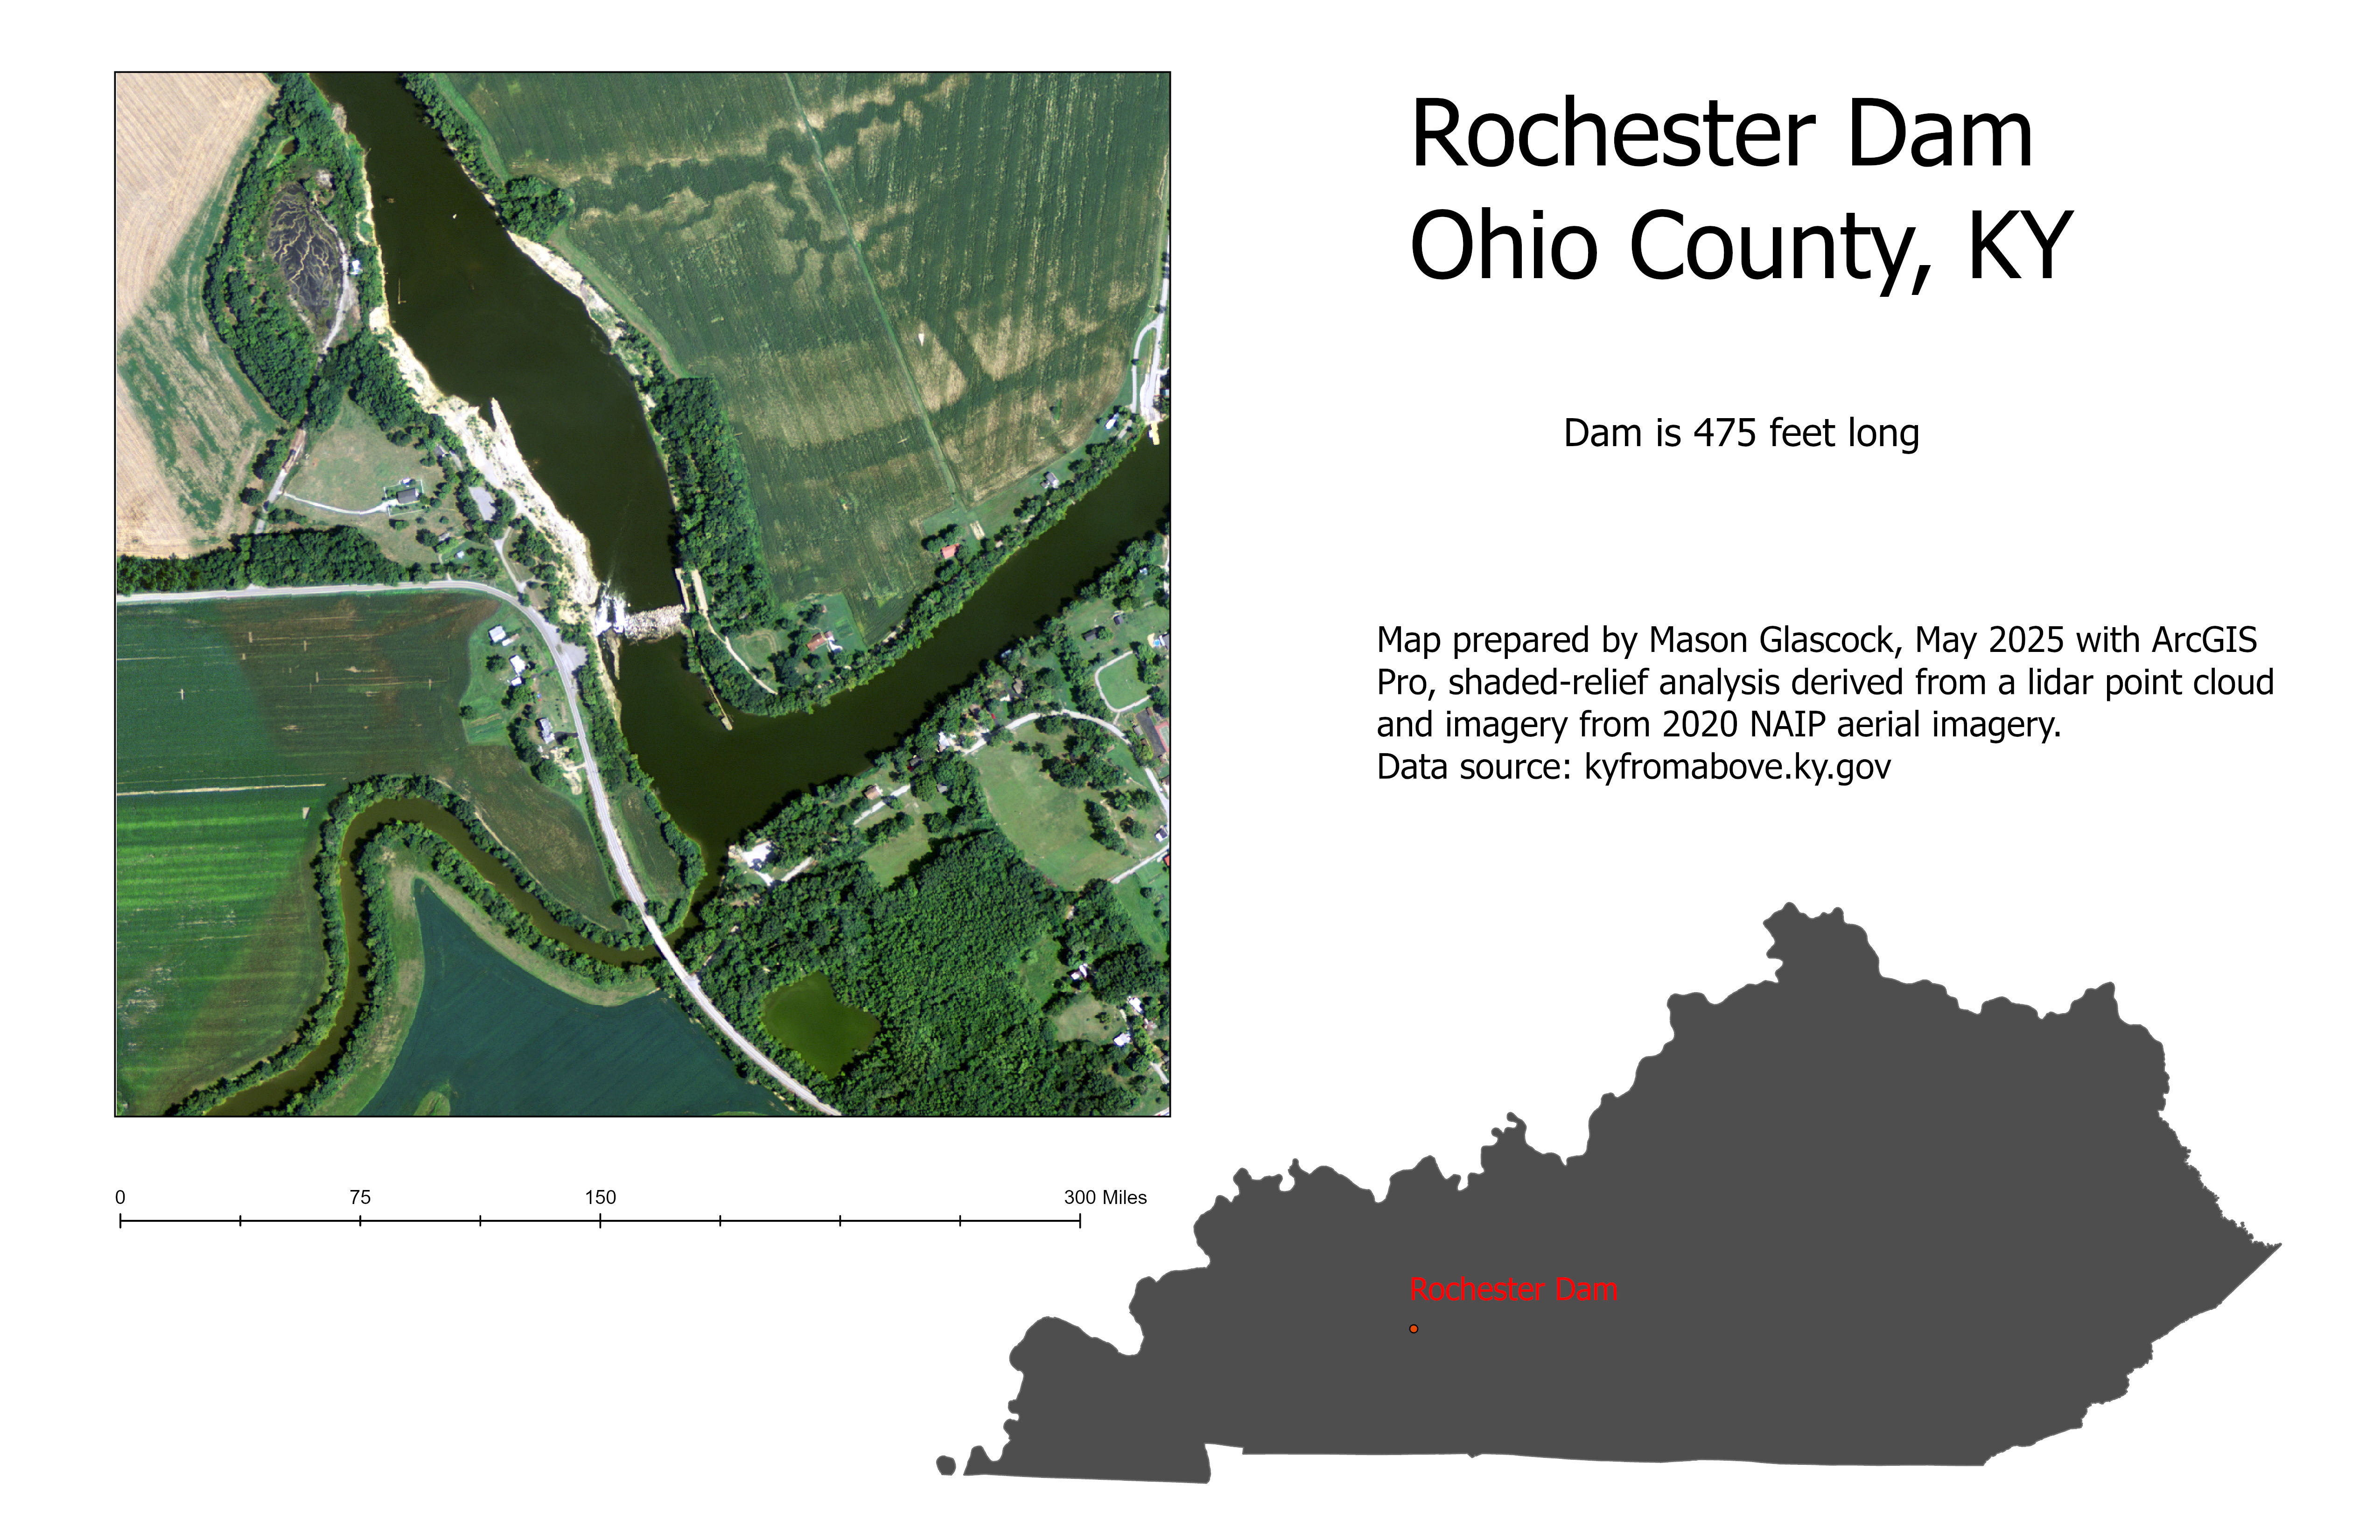 Rochester Dam
Ohio County, KY
Dam is 475 feet long
Map prepared by Mason Glascock, May 2025 with ArcGIS
Pro, shaded-relief analysis derived from a lidar point cloud
and imagery from 2020 NAIP aerial imagery.
Data source: kyfromabove.ky.gov
0 75 150 300 Miles
Rochester Dam